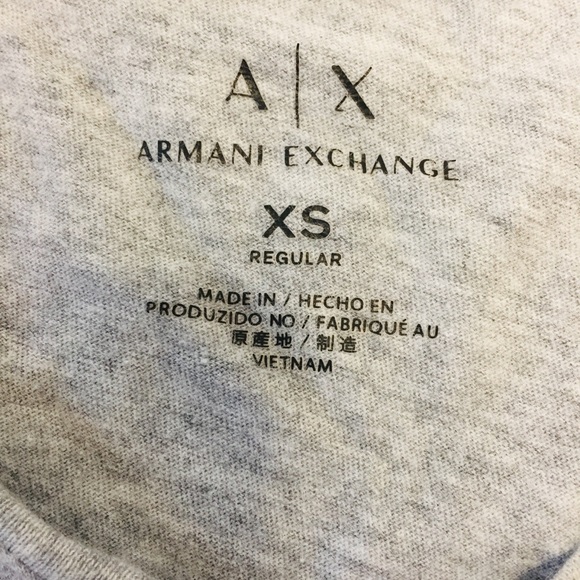 A|X
ARMANI EXCHANGE
XS
REGULAR
MADE IN / HECHO EN
PRODUZIDO NO / FABRIQUÉ AU
原産地 / 制造
VIETNAM